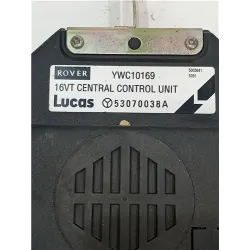 ROVER YWC10169
16VT CENTRAL CONTROL UNIT
Lucas 53070038A